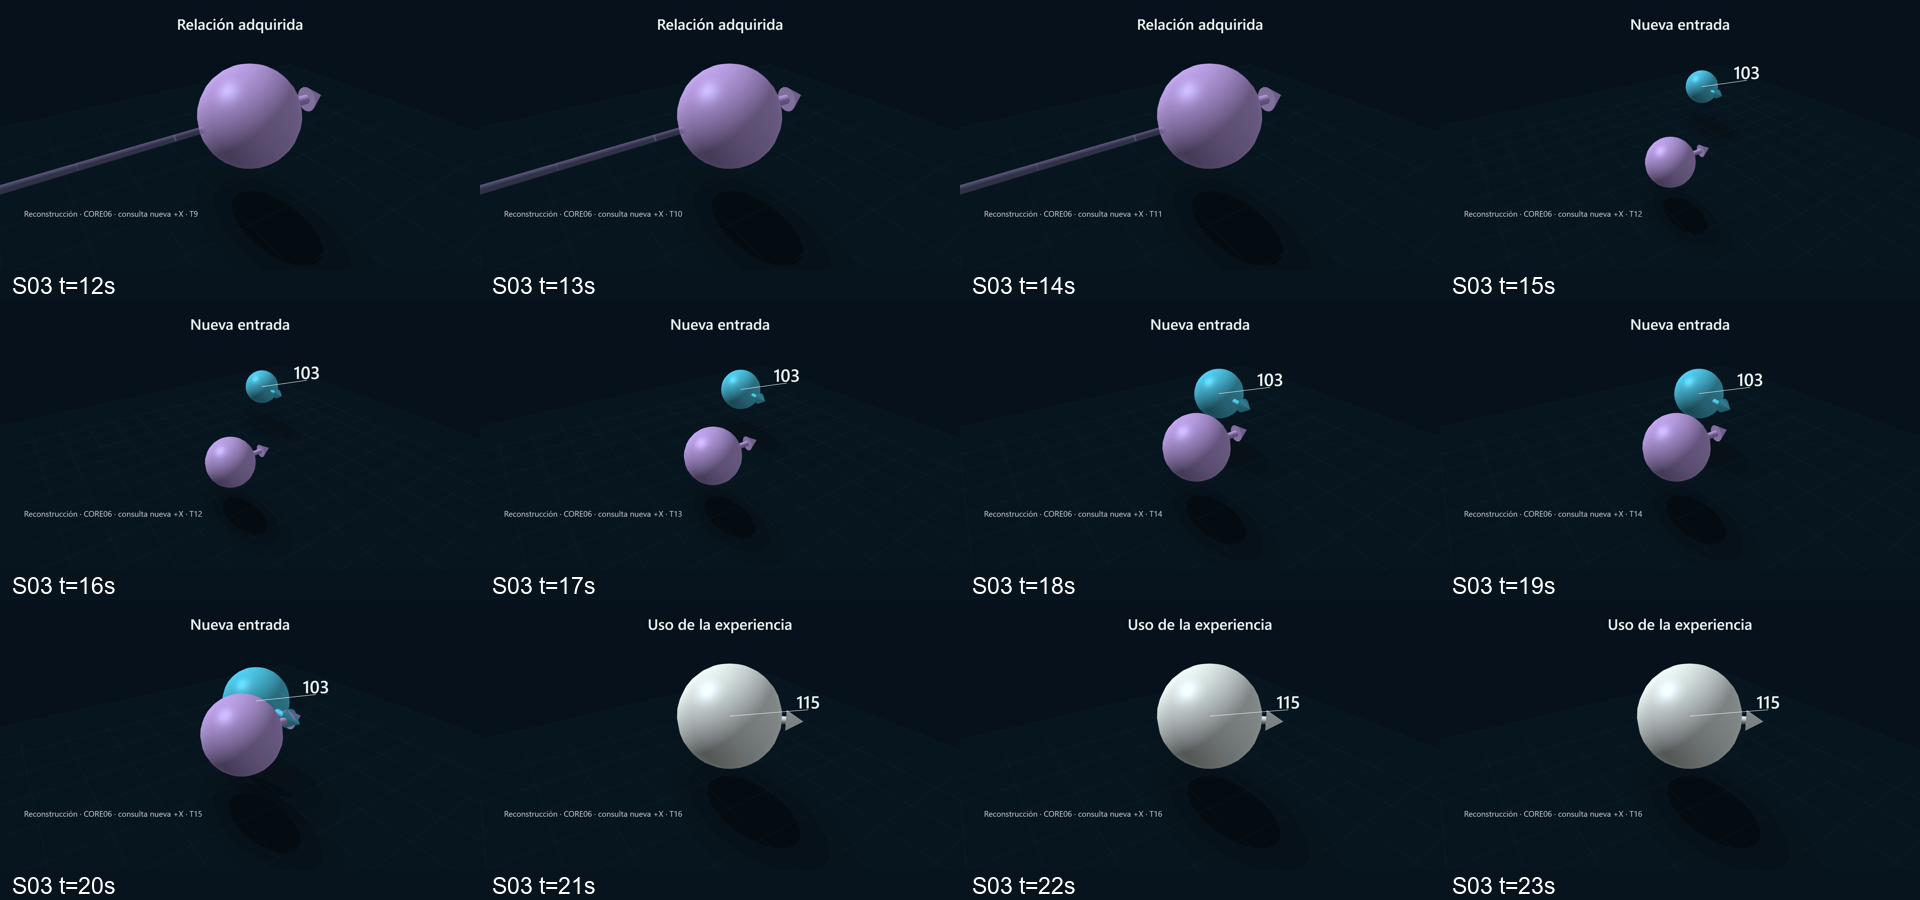 Relación adquirida
Reconstrucción · CORE06 · consulta nueva +X · T9
S03 t=12s
Relación adquirida
Reconstrucción · CORE06 · consulta nueva +X · T10
S03 t=13s
Relación adquirida
Reconstrucción · CORE06 · consulta nueva +X · T11
S03 t=14s
Nueva entrada
103
Reconstrucción · CORE06 · consulta nueva +X · T12
S03 t=15s
Nueva entrada
103
Reconstrucción · CORE06 · consulta nueva +X · T12
S03 t=16s
Nueva entrada
103
Reconstrucción · CORE06 · consulta nueva +X · T13
S03 t=17s
Nueva entrada
103
Reconstrucción · CORE06 · consulta nueva +X · T14
S03 t=18s
Nueva entrada
103
Reconstrucción · CORE06 · consulta nueva +X · T14
S03 t=19s
Nueva entrada
103
Reconstrucción · CORE06 · consulta nueva +X · T15
S03 t=20s
Uso de la experiencia
115
Reconstrucción · CORE06 · consulta nueva +X · T16
S03 t=21s
Uso de la experiencia
115
Reconstrucción · CORE06 · consulta nueva +X · T16
S03 t=22s
Uso de la experiencia
115
Reconstrucción · CORE06 · consulta nueva +X · T16
S03 t=23s